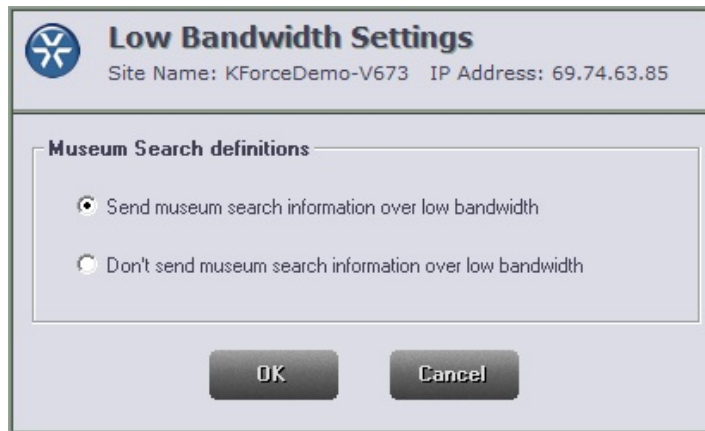 Low Bandwidth Settings
Site Name: KForceDemo-V673 IP Address: 69.74.63.85
Museum Search definitions
Send museum search information over low bandwidth
Don't send museum search information over low bandwidth
OK Cancel